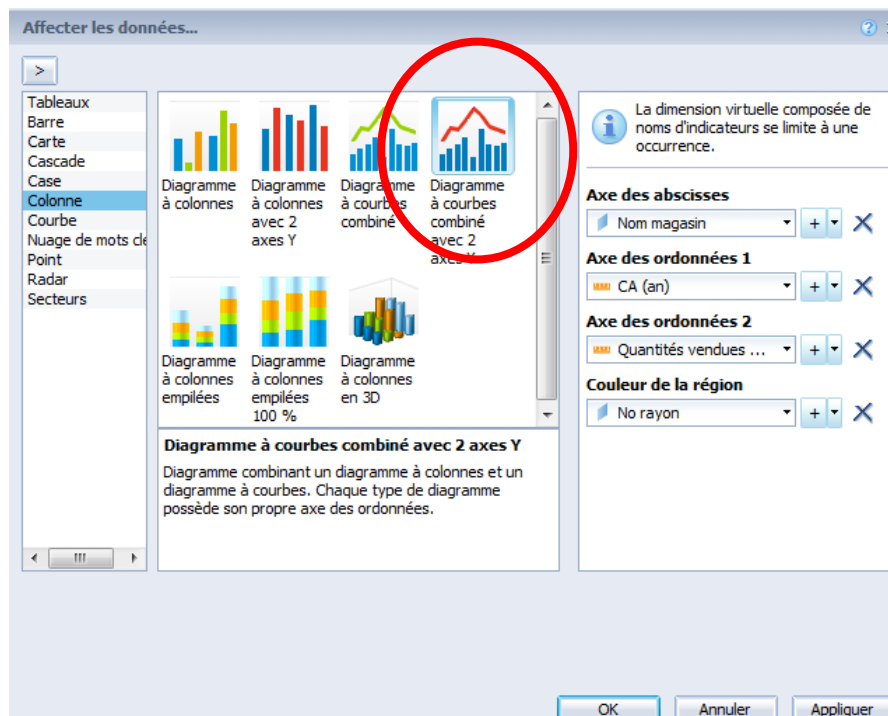 Affecter les données...
>
Tableaux
Barre
Carte
Cascade
Case
Colonne
Courbe
Nuage de mots cle
Point
Radar
Secteurs
Diagramme
à colonnes
Diagramme
à colonnes
avec 2
axes Y
Diagramme
à courbes
combiné
Diagramme
à courbes
combiné
avec 2
axes Y
Diagramme
à colonnes
empilées
Diagramme
à colonnes
empilées
100 %
Diagramme
à colonnes
en 3D
Diagramme à courbes combiné avec 2 axes Y
Diagramme combinant un diagramme à colonnes et un
diagramme à courbes. Chaque type de diagramme
possède son propre axe des ordonnées.
La dimension virtuelle composée de
noms d'indicateurs se limite à une
occurrence.
Axe des abscisses
Nom magasin
Axe des ordonnées 1
CA (an)
Axe des ordonnées 2
Quantités vendues ...
Couleur de la région
No rayon
OK
Annuler
Appliquer